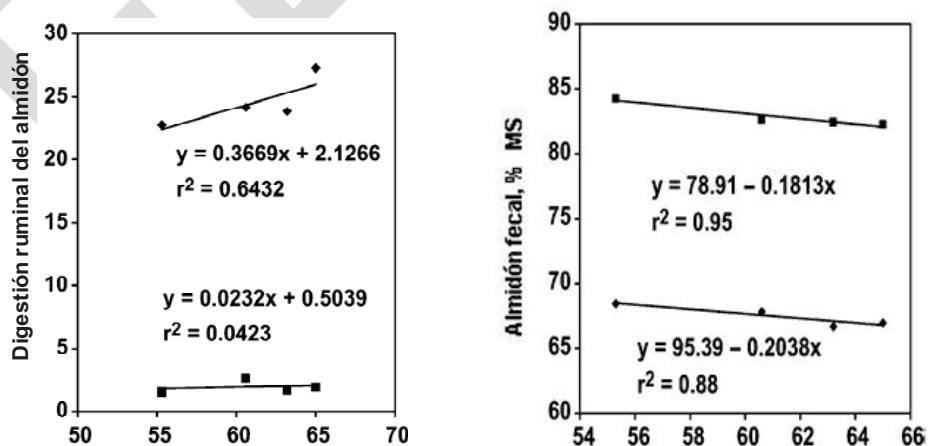 Digestión ruminal del almidón
30
25
20
15
10
5
0
y = 0.3669x + 2.1266
r² = 0.6432
y = 0.0232x + 0.5039
r² = 0.0423
50 55 60 65 70
Almidón fecal, % MS
90
85
80
75
70
65
60
y = 78.91 – 0.1813x
r² = 0.95
y = 95.39 – 0.2038x
r² = 0.88
54 56 58 60 62 64 66